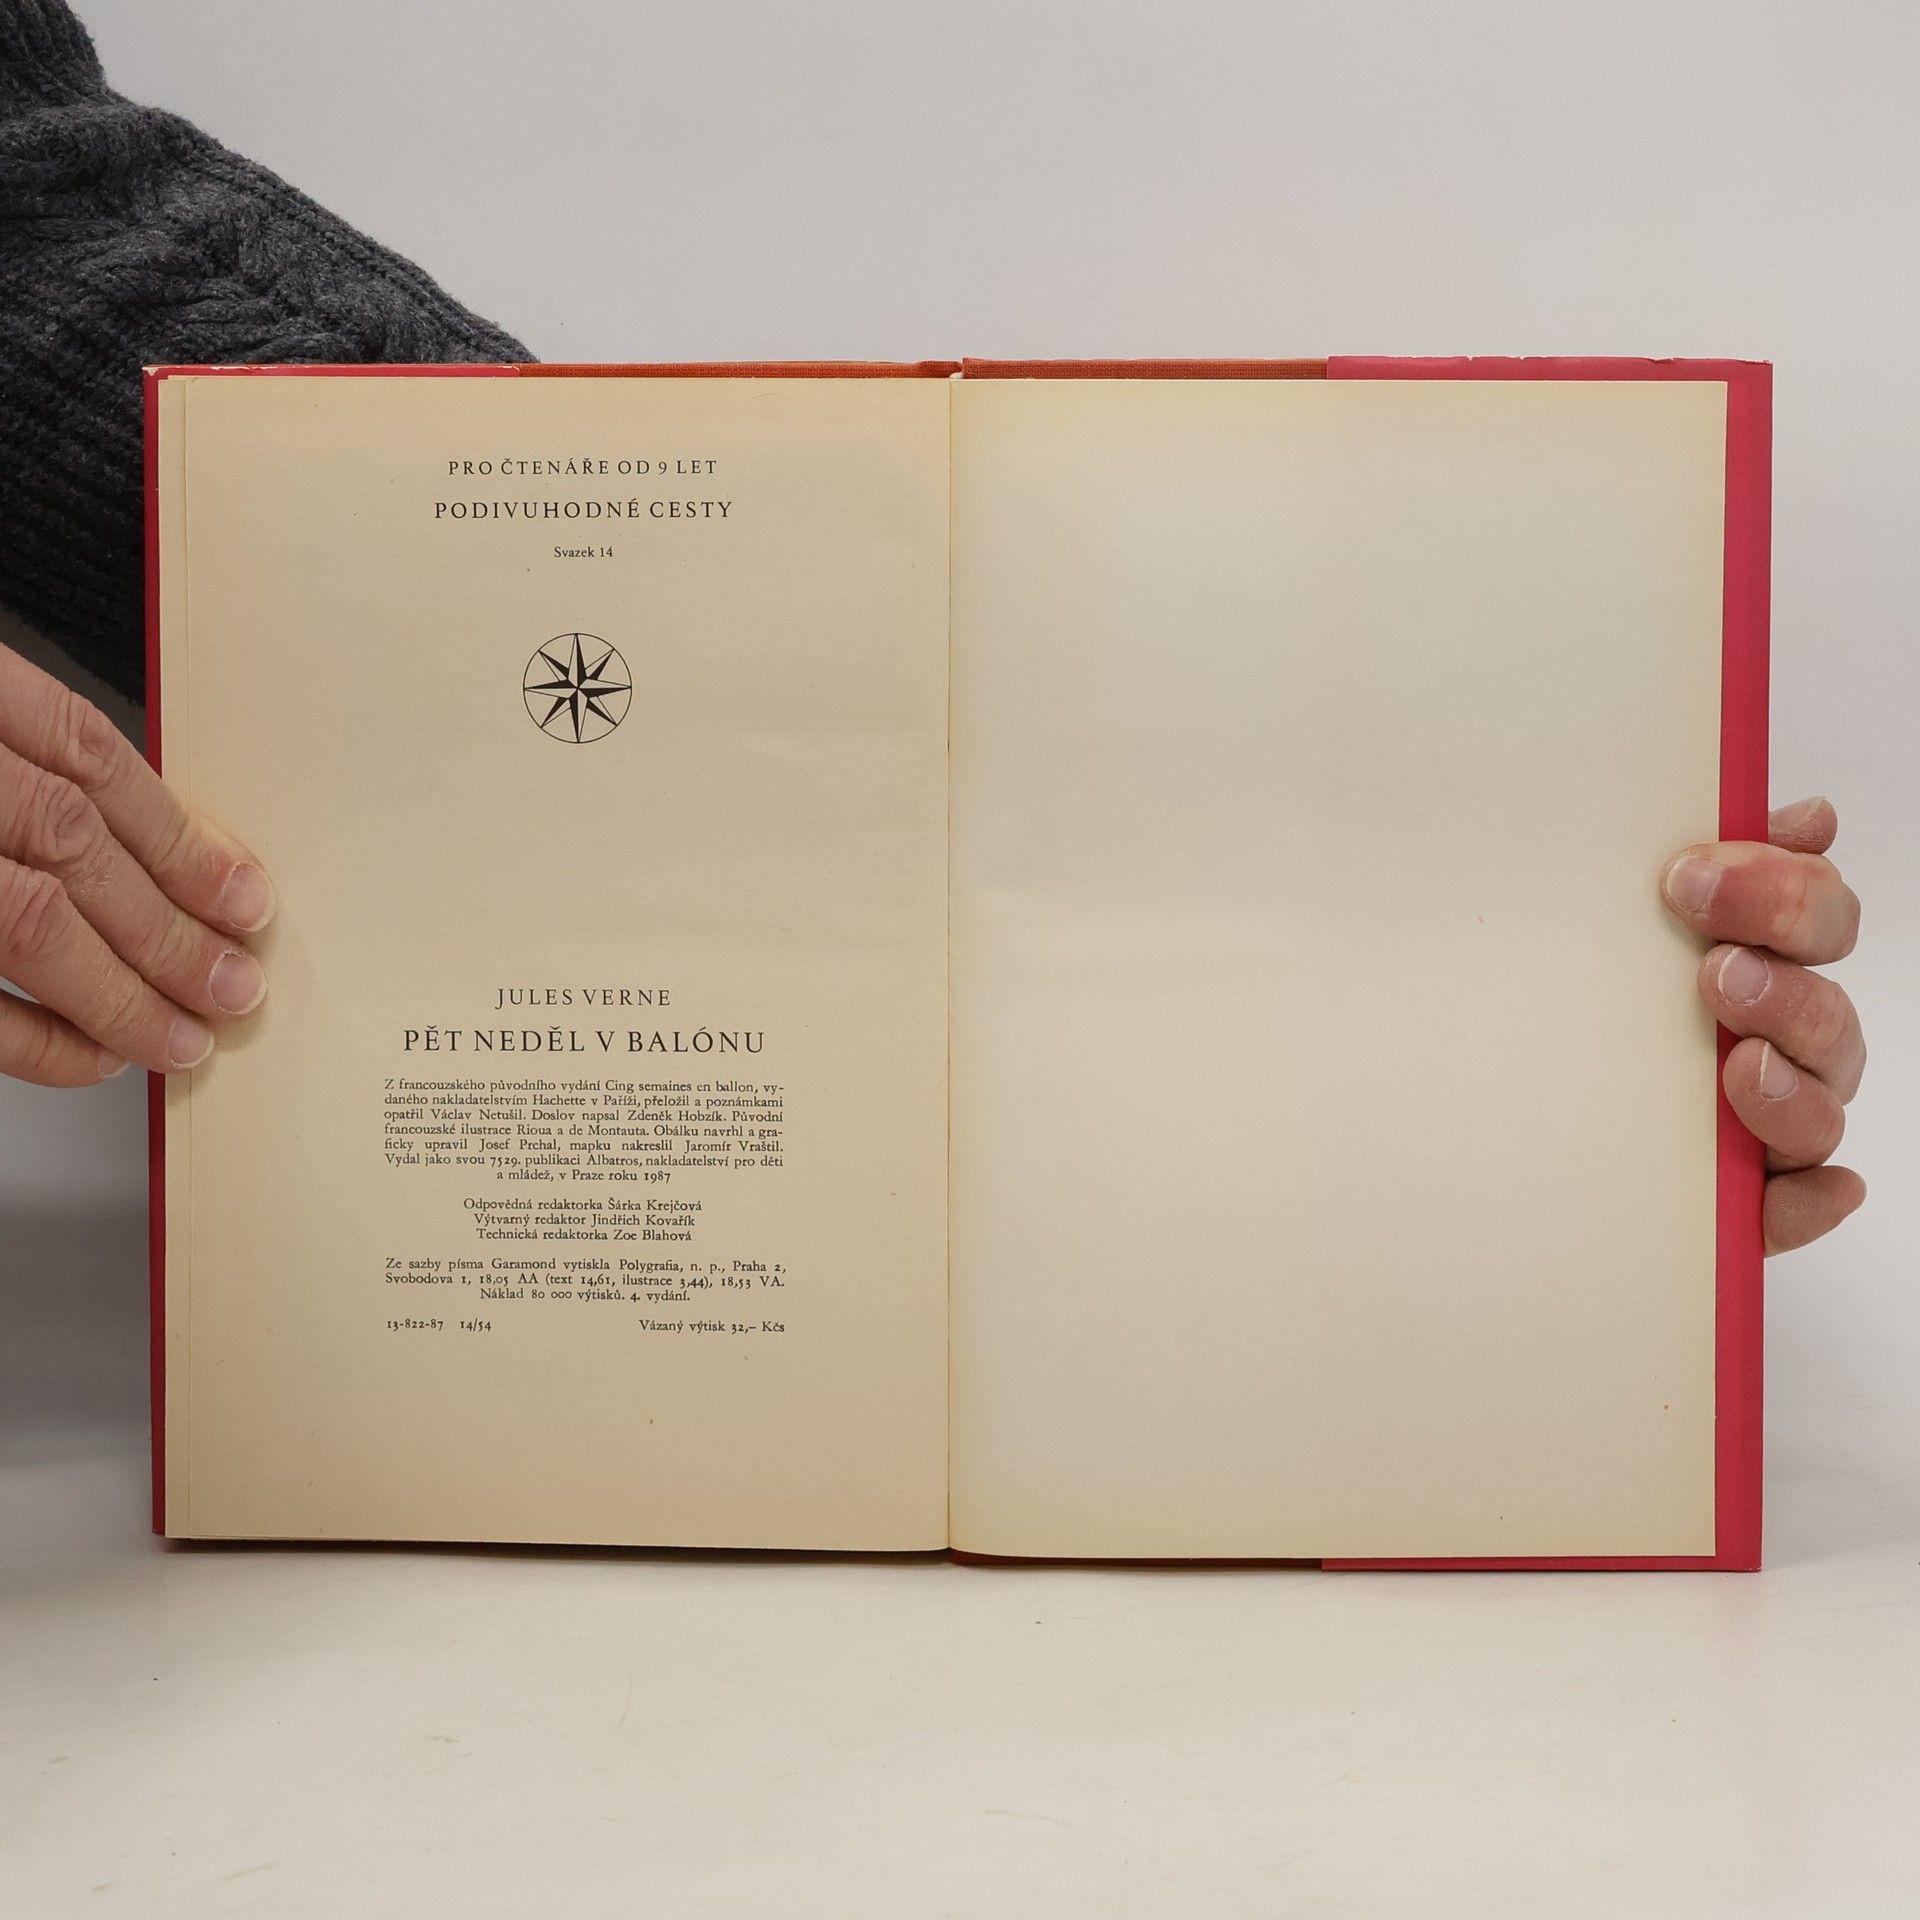 PRO ČTENÁŘE OD 9 LET
PODIVUHODNÉ CESTY
Svazek 14
JULES VERNE
PĚT NEDĚL V BALÓNU
Z francouzského původního vydání Cing semaines en ballon, vy-
daného nakladatelstvím Hachette v Paříži, přeložil a poznámkami
opatřil Václav Netušil. Doslov napsal Zdeněk Hobzík. Původní
francouzské ilustrace Rioua a de Montauta. Obálku navrhl a gra-
ficky upravil Josef Prchal, mapku nakreslil Jaromír Vraštil.
Vydal jako svou 7529. publikaci Albatros, nakladatelství pro děti
a mládež, v Praze roku 1987
Odpovědná redaktorka Šárka Krejčová
Výtvarný redaktor Jindřich Kovařík
Technická redaktorka Zoe Blahová
Ze sazby písma Garamond vytiskla Polygrafia, n. p., Praha 2,
Svobodova 1, 18,05 AA (text 14,61, ilustrace 3,44), 18,53 VA.
Náklad 80 000 výtisků. 4. vydání.
13-822-87 14/54 Vázaný výtisk 32,– Kčs